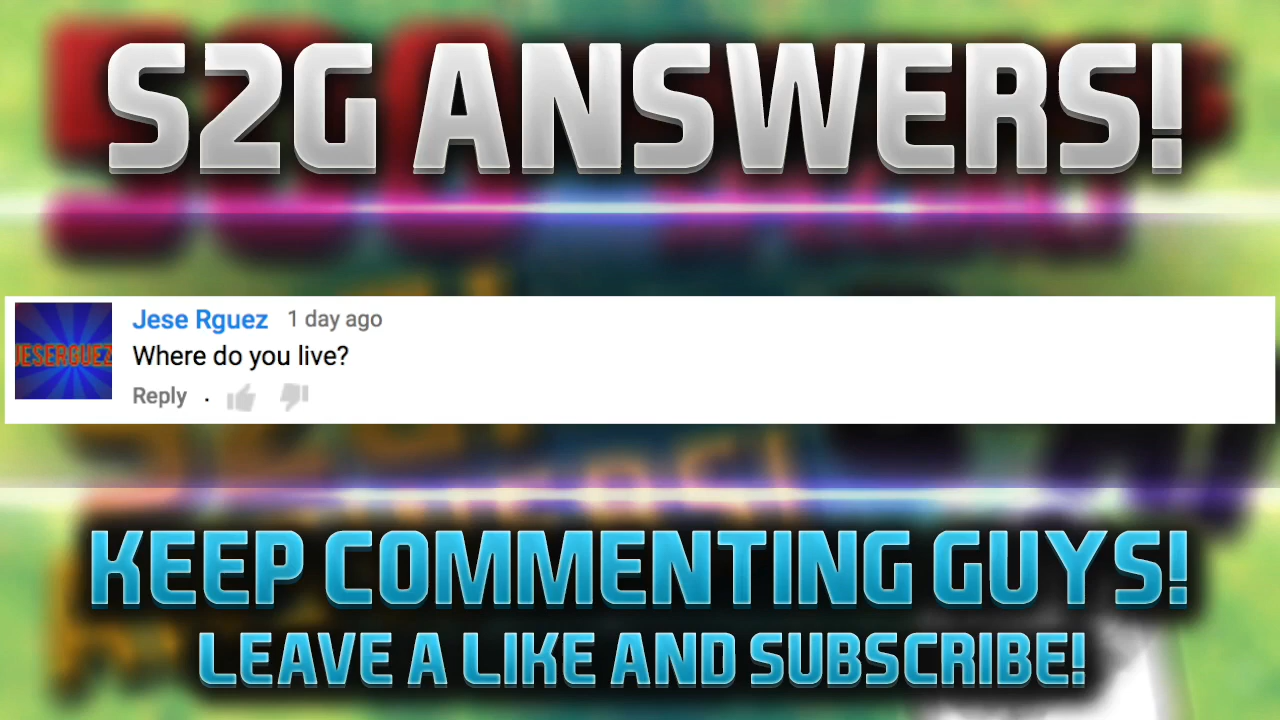 S2G ANSWERS!
Jese Rguez 1 day ago
JESERGUEZ
Where do you live?
Reply .
KEEP COMMENTING GUYS!
LEAVE A LIKE AND SUBSCRIBE!